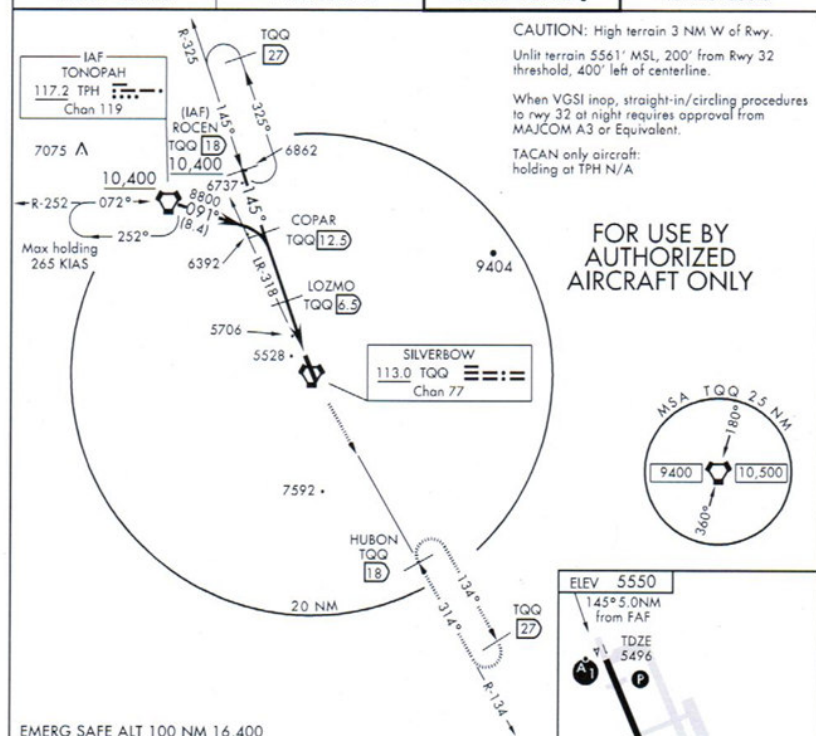 CAUTION: High terrain 3 NM W of Rwy.
Unlit terrain 5561' MSL, 200' from Rwy 32
threshold, 400' left of centerline.
When VGSI inop, straight-in/circling procedures
to rwy 32 at night requires approval from
MAJCOM A3 or Equivalent.
TACAN only aircraft:
holding at TPH N/A
FOR USE BY
AUTHORIZED
AIRCRAFT ONLY
R-325
TQQ
27
IAF
TONOPAH
117.2 TPH
Chan 119
145°
325°
(IAF)
ROCEN
TQQ 18
10,400
7075
6862
10,400
6737
R-252
072°
8800
091°
(8.4)
145°
252°
COPAR
TQQ 12.5
Max holding
265 KIAS
6392
LR-318
9404
LOZMO
TQQ 6.5
5706
5528
SILVERBOW
113.0 TQQ
Chan 77
MSA TQQ 25 NM
180°
9400
10,500
360°
7592
HUBON
TQQ
18
134°
314°
20 NM
TQQ
27
R-134
ELEV 5550
145° 5.0NM
from FAF
TDZE
5496
A1
P
EMERG SAFE ALT 100 NM 16,400